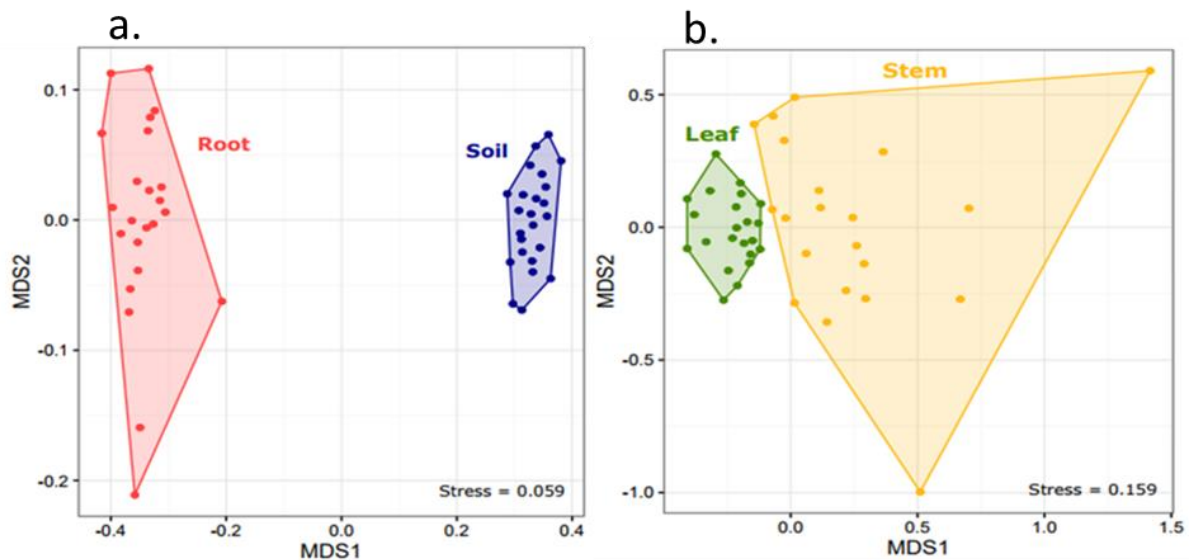 a.
0.1
0.0
-0.1
-0.2
MDS2
Root
Soil
Stress = 0.059
-0.4
-0.2
0.0
0.2
0.4
MDS1
b.
0.5
0.0
-0.5
-1.0
MDS2
Stem
Leaf
Stress = 0.159
0.0
0.5
1.0
1.5
MDS1